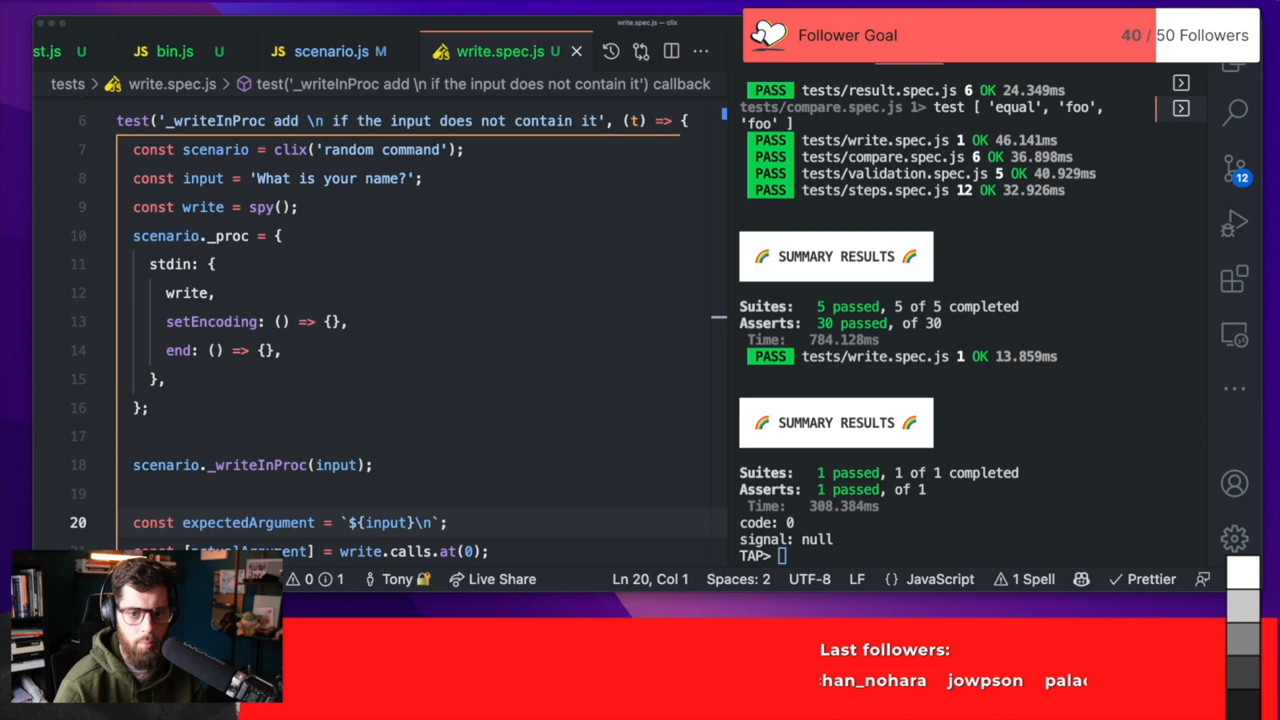 write.spec.js — clix
st.js U
JS bin.js U
JS scenario.js M
write.spec.js U
tests > write.spec.js > test('_writeInProc add \n if the input does not contain it') callback
6 test('_writeInProc add \n if the input does not contain it', (t) => {
7 const scenario = clix('random command');
8 const input = 'What is your name?';
9 const write = spy();
10 scenario._proc = {
11 stdin: {
12 write,
13 setEncoding: () => {},
14 end: () => {},
15 },
16 };
17
18 scenario._writeInProc(input);
19
20 const expectedArgument = `${input}\n`;
= write.calls.at(0);
Follower Goal
40 / 50 Followers
PASS tests/result.spec.js 6 OK 24.349ms
tests/compare.spec.js 1> test [ 'equal', 'foo',
'foo' ]
PASS tests/write.spec.js 1 OK 46.141ms
PASS tests/compare.spec.js 6 OK 36.898ms
PASS tests/validation.spec.js 5 OK 40.929ms
PASS tests/steps.spec.js 12 OK 32.926ms
🌈 SUMMARY RESULTS 🌈
Suites: 5 passed, 5 of 5 completed
Asserts: 30 passed, of 30
Time: 784.128ms
PASS tests/write.spec.js 1 OK 13.859ms
🌈 SUMMARY RESULTS 🌈
Suites: 1 passed, 1 of 1 completed
Asserts: 1 passed, of 1
Time: 308.384ms
code: 0
signal: null
TAP>
12
0 1 Tony 🔐 Live Share Ln 20, Col 1 Spaces: 2 UTF-8 LF {} JavaScript 1 Spell Prettier
Last followers:
han_nohara jowpson pala